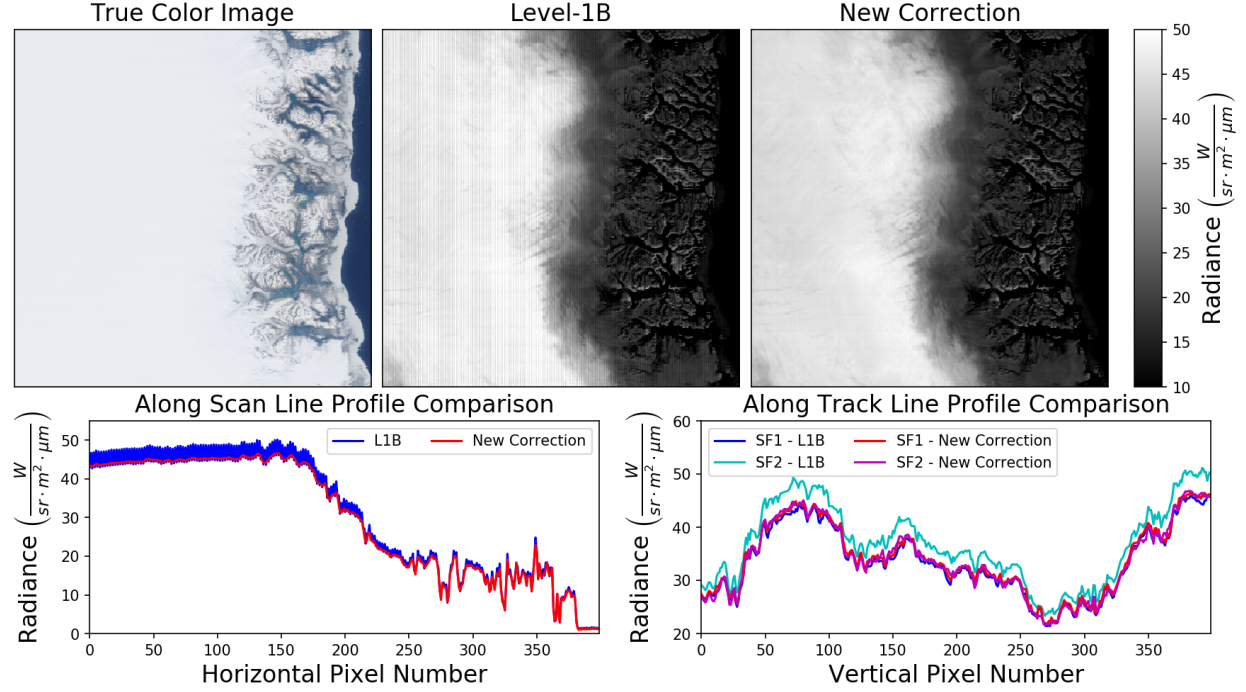 True Color Image
Level-1B
New Correction
50
45
40
35
30
25
20
15
10
Radiance (W / sr · m² · μm)
Along Scan Line Profile Comparison
L1B
New Correction
50
40
30
20
10
0
Radiance (W / sr · m² · μm)
0 50 100 150 200 250 300 350
Horizontal Pixel Number
Along Track Line Profile Comparison
SF1 - L1B
SF1 - New Correction
SF2 - L1B
SF2 - New Correction
60
50
40
30
20
Radiance (W / sr · m² · μm)
0 50 100 150 200 250 300 350
Vertical Pixel Number